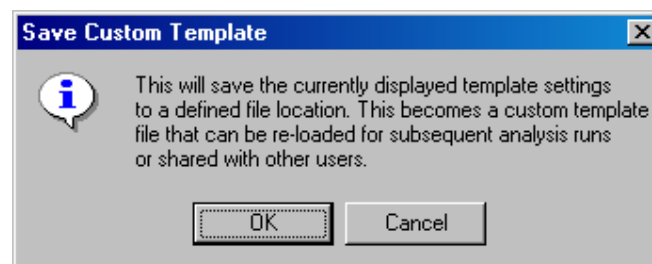 Save Custom Template
This will save the currently displayed template settings
to a defined file location. This becomes a custom template
file that can be re-loaded for subsequent analysis runs
or shared with other users.
OK Cancel